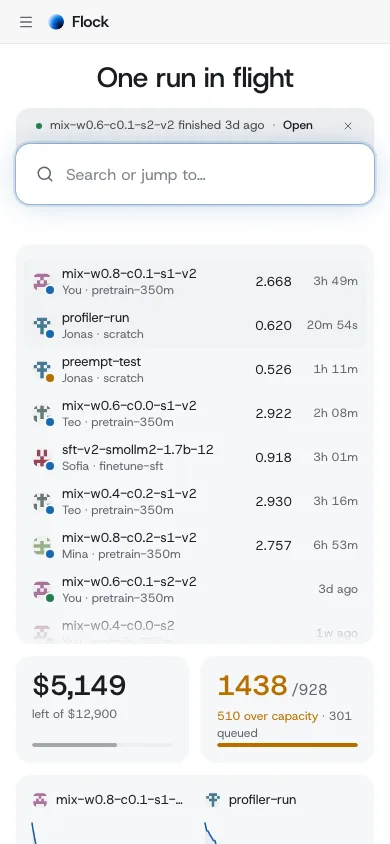 Flock
One run in flight
mix-w0.6-c0.1-s2-v2 finished 3d ago · Open
Search or jump to…
mix-w0.8-c0.1-s1-v2
You · pretrain-350m
2.668
3h 49m
profiler-run
Jonas · scratch
0.620
20m 54s
preempt-test
Jonas · scratch
0.526
1h 11m
mix-w0.6-c0.0-s1-v2
Teo · pretrain-350m
2.922
2h 08m
sft-v2-smollm2-1.7b-12
Sofia · finetune-sft
0.918
3h 01m
mix-w0.4-c0.2-s1-v2
Teo · pretrain-350m
2.930
3h 16m
mix-w0.8-c0.2-s1-v2
Mina · pretrain-350m
2.757
6h 53m
mix-w0.6-c0.1-s2-v2
You · pretrain-350m
3d ago
mix-w0.4-c0.0-s2
You · pretrain-350m
1w ago
$5,149
left of $12,900
1438 /928
510 over capacity · 301
queued
mix-w0.8-c0.1-s1-…
profiler-run